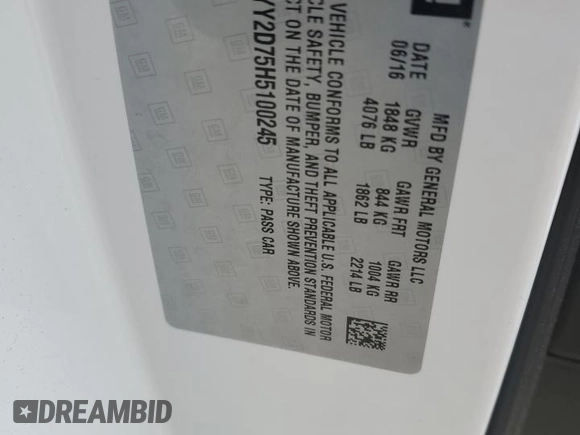 MFD BY GENERAL MOTORS LLC
DATE GVWR GAWR FRT GAWR RR
06/16 1848 KG 844 KG 1004 KG
4076 LB 1862 LB 2214 LB
VEHICLE CONFORMS TO ALL APPLICABLE U.S. FEDERAL MOTOR
SAFETY, BUMPER, AND THEFT PREVENTION STANDARDS IN
ON THE DATE OF MANUFACTURE SHOWN ABOVE.
Y2D75H5100245 TYPE: PASS CAR
DREAMBID